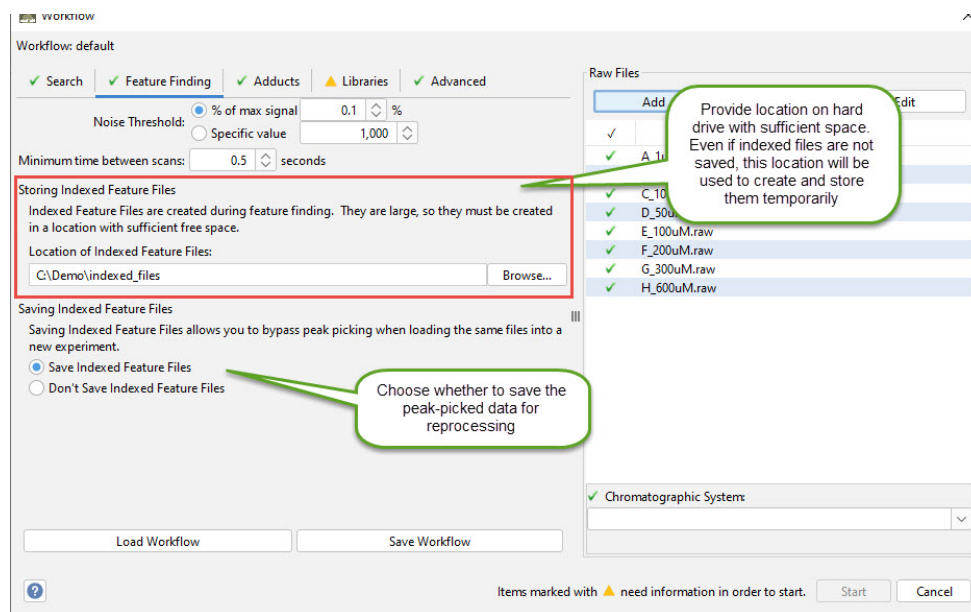 Workflow
Workflow: default
Search
Feature Finding
Adducts
Libraries
Advanced
Noise Threshold:
% of max signal
0.1
%
Specific value
1,000
Minimum time between scans:
0.5
seconds
Storing Indexed Feature Files
Indexed Feature Files are created during feature finding. They are large, so they must be created
in a location with sufficient free space.
Location of Indexed Feature Files:
C:\Demo\indexed_files
Browse...
Saving Indexed Feature Files
Saving Indexed Feature Files allows you to bypass peak picking when loading the same files into a
new experiment.
Save Indexed Feature Files
Don't Save Indexed Feature Files
Choose whether to save the
peak-picked data for
reprocessing
Load Workflow
Save Workflow
Raw Files
Add
Edit
Provide location on hard
drive with sufficient space.
Even if indexed files are not
saved, this location will be
used to create and store
them temporarily
E_100uM.raw
F_200uM.raw
G_300uM.raw
H_600uM.raw
Chromatographic System:
Items marked with
need information in order to start.
Start
Cancel